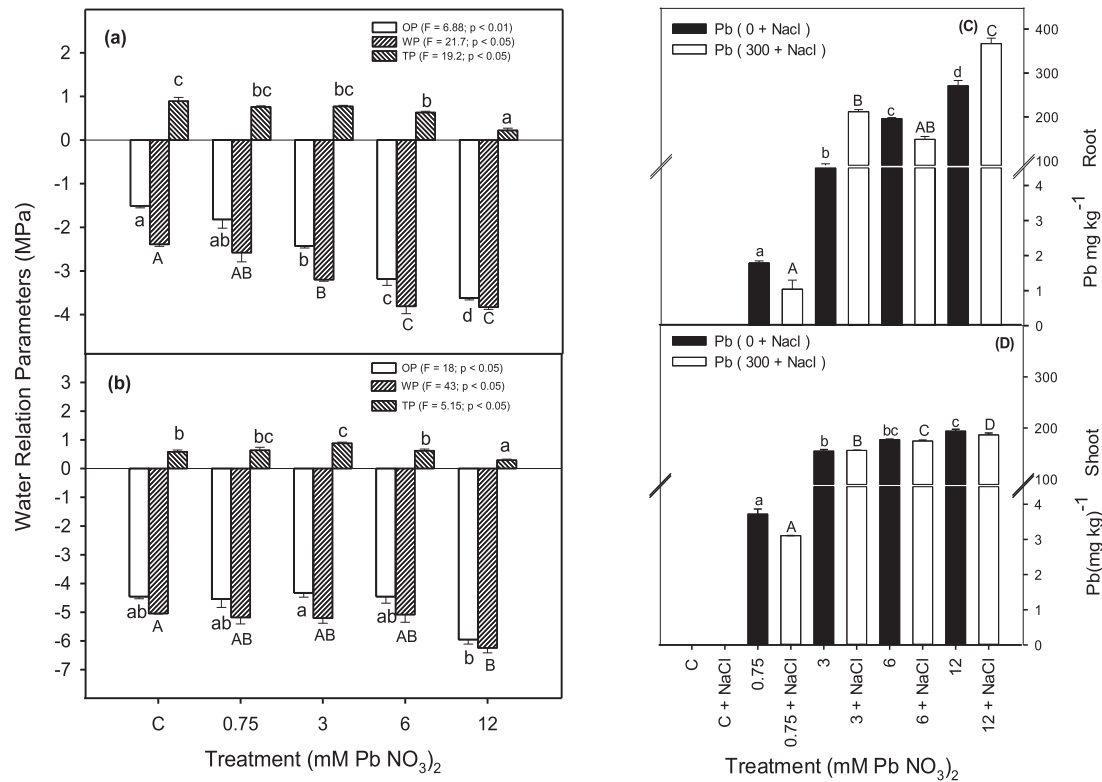 (a)
OP (F = 6.88; p < 0.01)
WP (F = 21.7; p < 0.05)
TP (F = 19.2; p < 0.05)
2
1
0
-1
-2
-3
-4
c bc bc b a
a ab b c d
A AB B C C
(b)
OP (F = 18; p < 0.05)
WP (F = 43; p < 0.05)
TP (F = 5.15; p < 0.05)
3
2
1
0
-1
-2
-3
-4
-5
-6
-7
b bc c b a
ab ab a ab b
A AB AB AB B
Water Relation Parameters (MPa)
C 0.75 3 6 12
Treatment (mM Pb NO3)2
(C)
Pb ( 0 + Nacl )
Pb ( 300 + Nacl )
400
300
200
100
4
3
2
1
0
a A b B c AB d C
Root
Pb mg kg-1
(D)
Pb ( 0 + Nacl )
Pb ( 300 + Nacl )
300
200
100
4
3
2
1
0
a A b B bc C c D
Shoot
Pb(mg kg)-1
C
C + NaCl
0.75
0.75 + NaCl
3
3 + NaCl
6
6 + NaCl
12
12 + NaCl
Treatment (mM Pb NO3)2